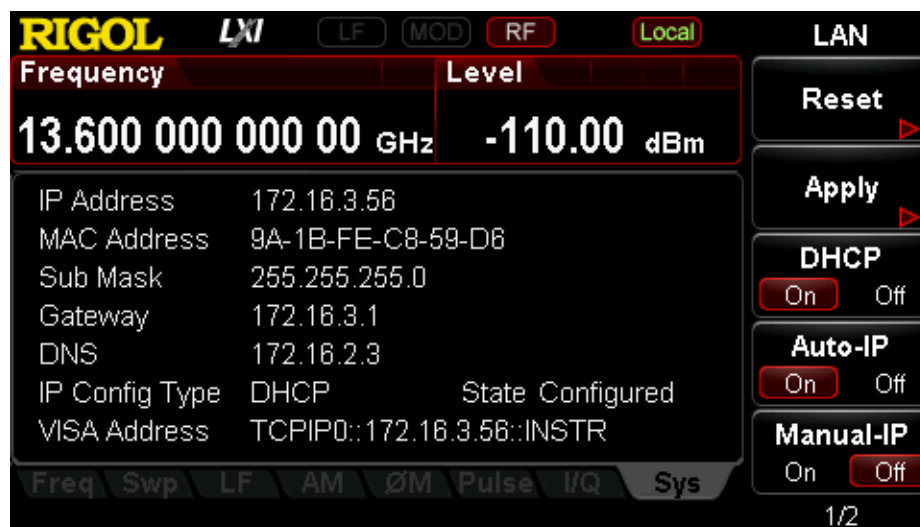 RIGOL LXI LF MOD RF Local LAN
Frequency Level
13.600 000 000 00 GHz -110.00 dBm
Reset
Apply
IP Address 172.16.3.56
MAC Address 9A-1B-FE-C8-59-D6
Sub Mask 255.255.255.0
Gateway 172.16.3.1
DNS 172.16.2.3
IP Config Type DHCP State Configured
VISA Address TCPIP0::172.16.3.56::INSTR
DHCP
On Off
Auto-IP
On Off
Manual-IP
On Off
Freq Swp LF AM ØM Pulse I/Q Sys
1/2